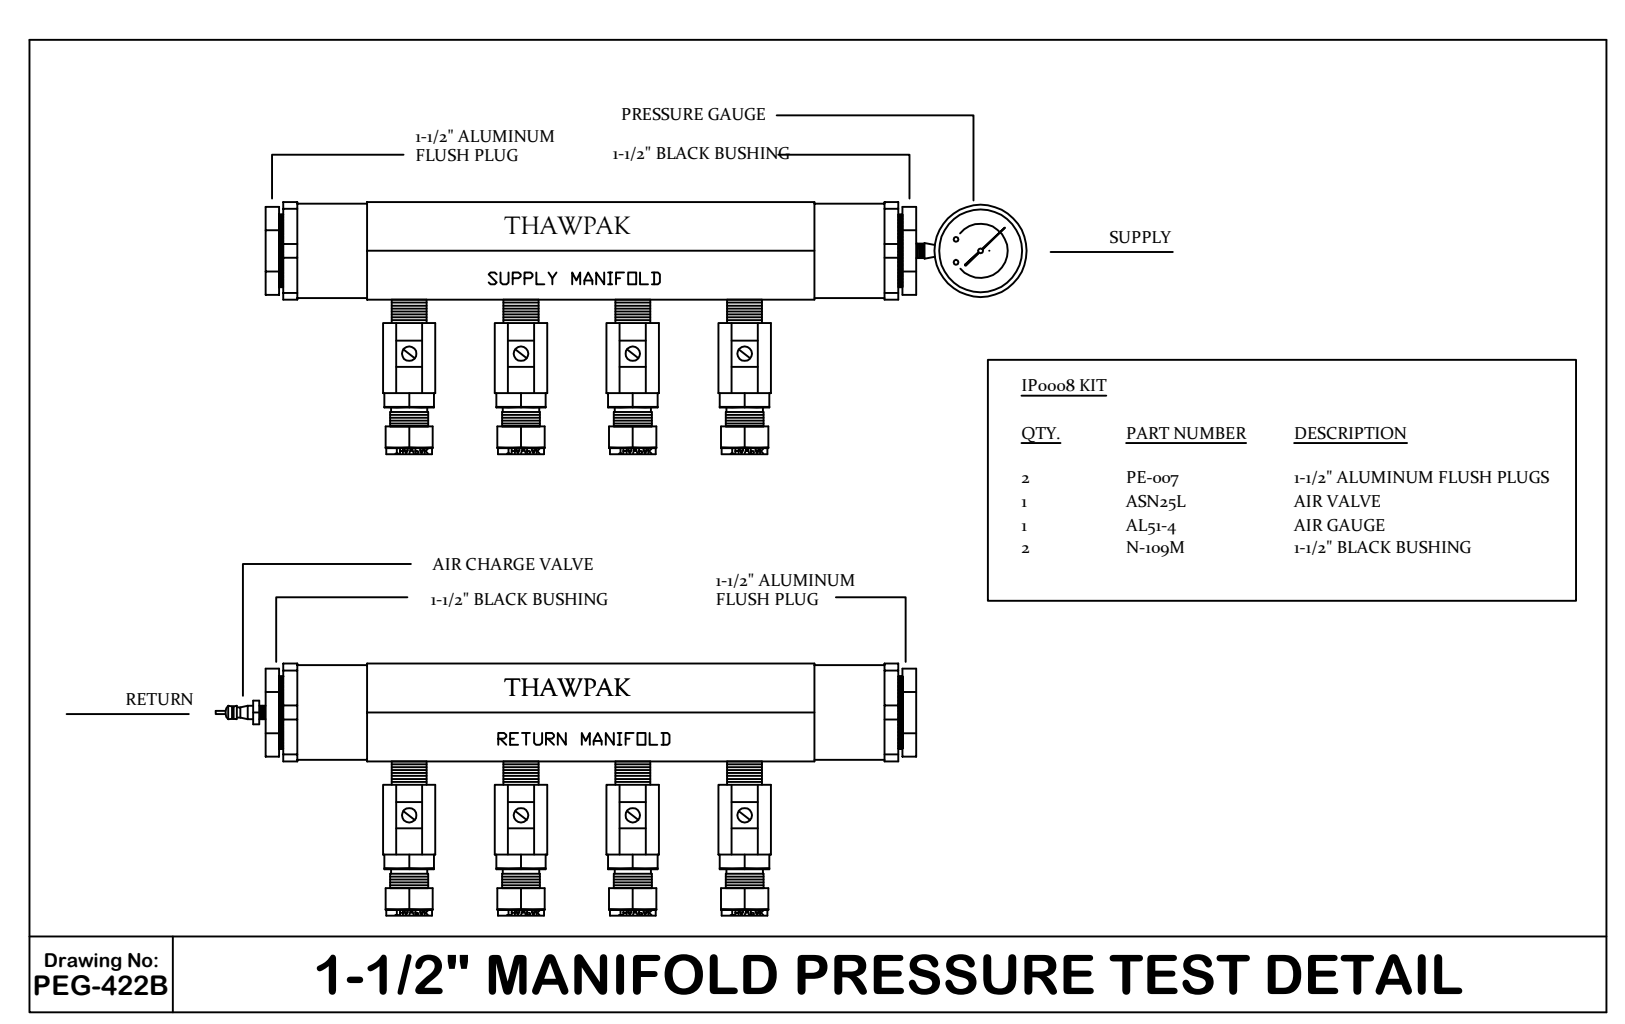 PRESSURE GAUGE
1-1/2" ALUMINUM
FLUSH PLUG
1-1/2" BLACK BUSHING
THAWPAK
SUPPLY
SUPPLY MANIFOLD
IP0008 KIT
QTY. PART NUMBER DESCRIPTION
2 PE-007 1-1/2" ALUMINUM FLUSH PLUGS
1 ASN25L AIR VALVE
1 AL51-4 AIR GAUGE
2 N-109M 1-1/2" BLACK BUSHING
AIR CHARGE VALVE
1-1/2" BLACK BUSHING
1-1/2" ALUMINUM
FLUSH PLUG
THAWPAK
RETURN
RETURN MANIFOLD
Drawing No:
PEG-422B
1-1/2" MANIFOLD PRESSURE TEST DETAIL